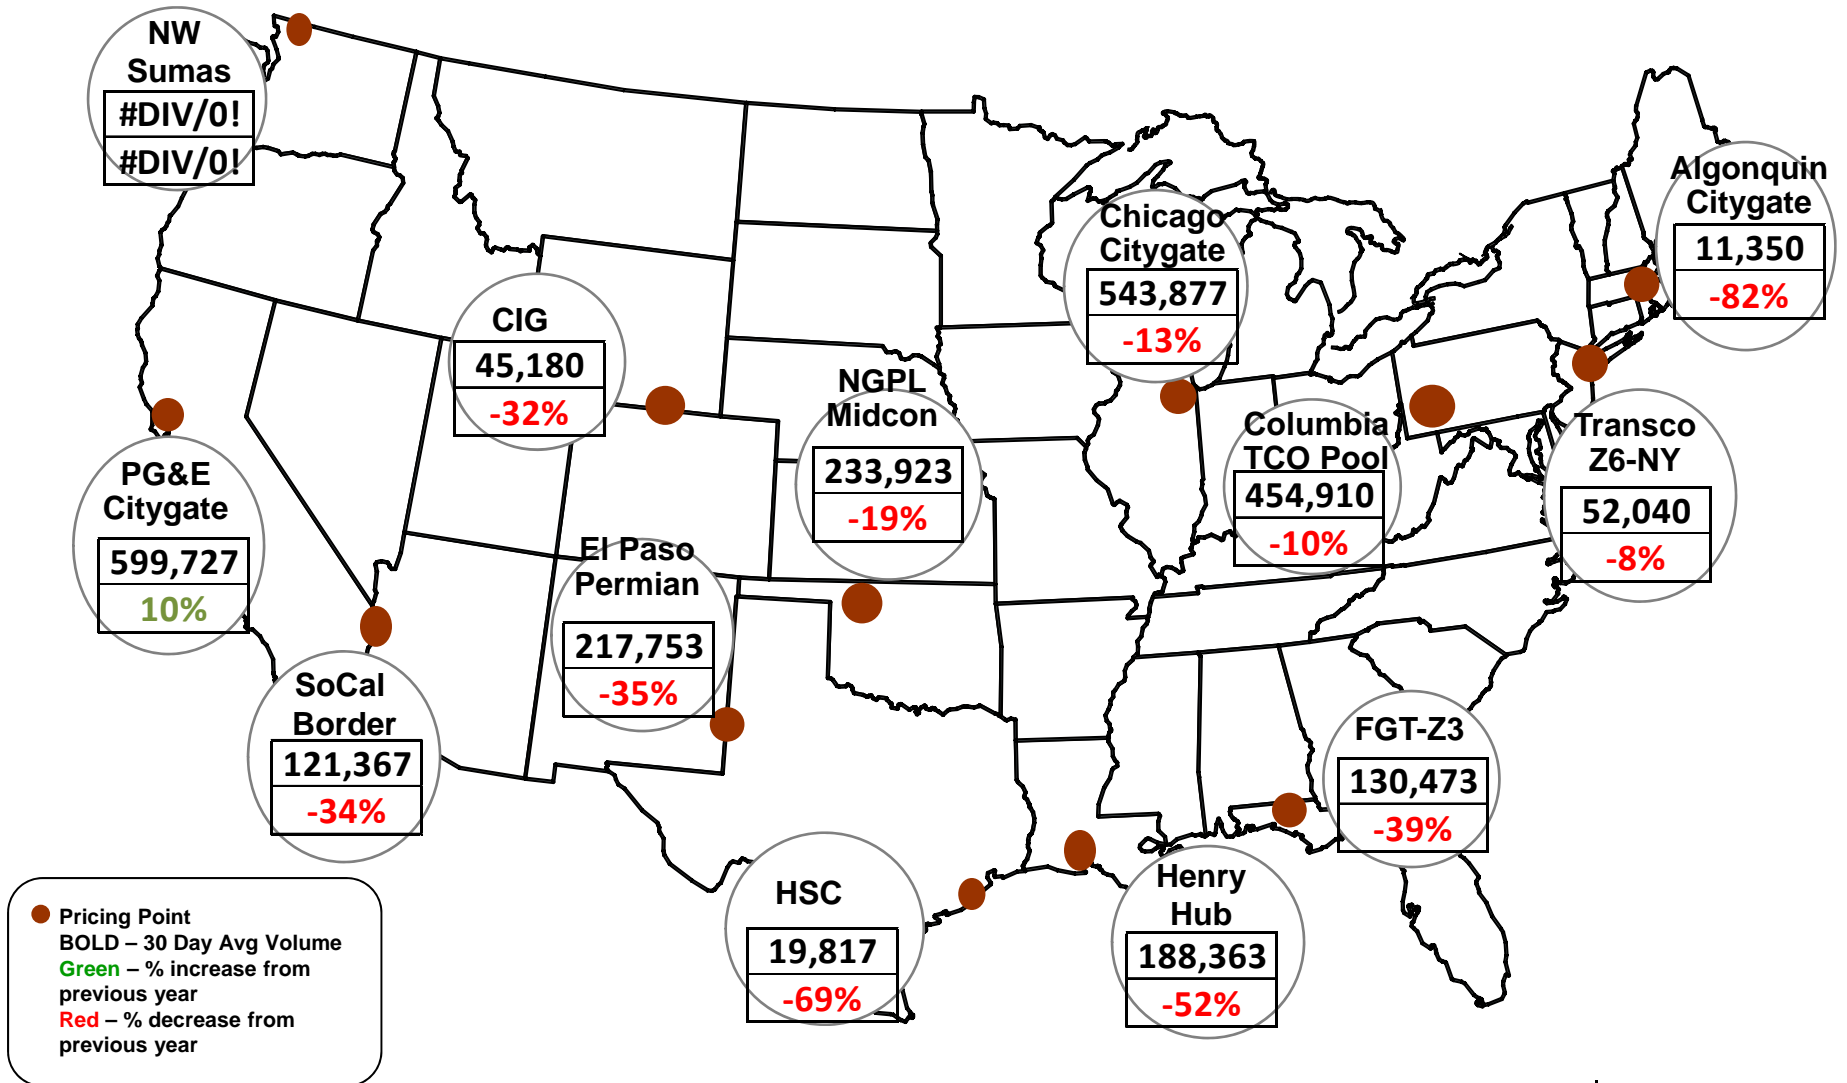 NW
Sumas
#DIV/0!
#DIV/0!
Algonquin
Citygate
11,350
-82%
Chicago
Citygate
543,877
-13%
CIG
45,180
-32%
NGPL
Midcon
233,923
-19%
Columbia
TCO Pool
454,910
-10%
Transco
Z6-NY
52,040
-8%
PG&E
Citygate
599,727
10%
El Paso
Permian
217,753
-35%
SoCal
Border
121,367
-34%
FGT-Z3
130,473
-39%
HSC
19,817
-69%
Henry
Hub
188,363
-52%
Pricing Point
BOLD – 30 Day Avg Volume
Green – % increase from
previous year
Red – % decrease from
previous year